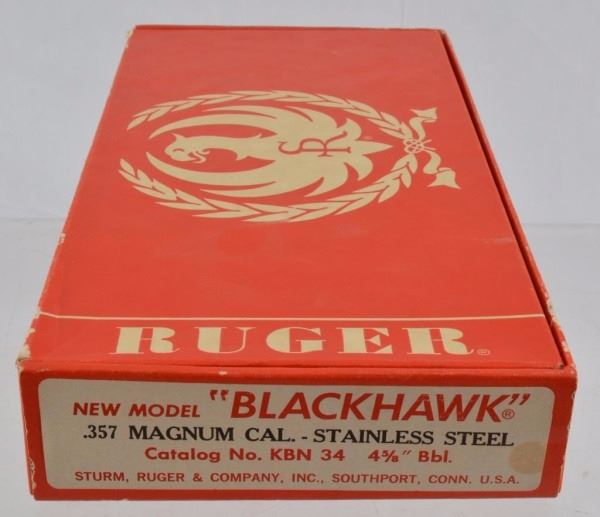 SR®
RUGER®
NEW MODEL "BLACKHAWK"®
.357 MAGNUM CAL. - STAINLESS STEEL
Catalog No. KBN 34 4⅝" Bbl.
STURM, RUGER & COMPANY, INC., SOUTHPORT, CONN. U.S.A.